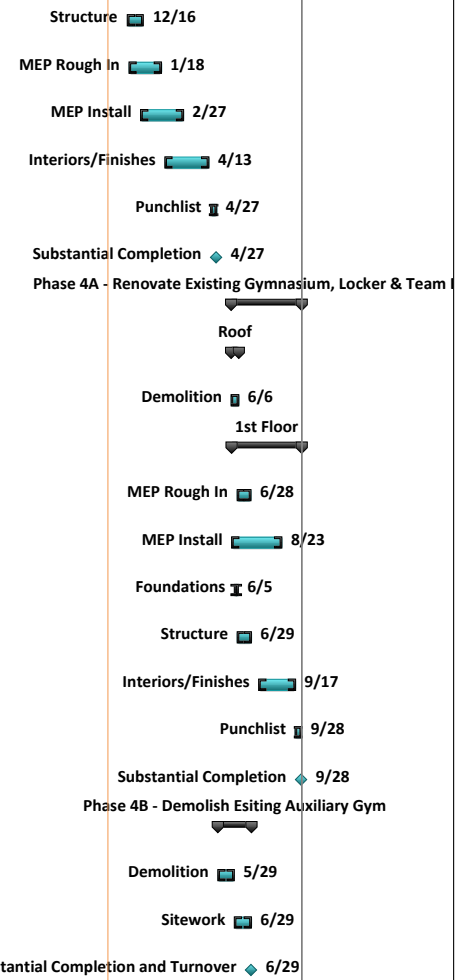 Structure 12/16
MEP Rough In 1/18
MEP Install 2/27
Interiors/Finishes 4/13
Punchlist 4/27
Substantial Completion 4/27
Phase 4A - Renovate Existing Gymnasium, Locker & Team
Roof
Demolition 6/6
1st Floor
MEP Rough In 6/28
MEP Install 8/23
Foundations 6/5
Structure 6/29
Interiors/Finishes 9/17
Punchlist 9/28
Substantial Completion 9/28
Phase 4B - Demolish Esiting Auxiliary Gym
Demolition 5/29
Sitework 6/29
tantial Completion and Turnover 6/29